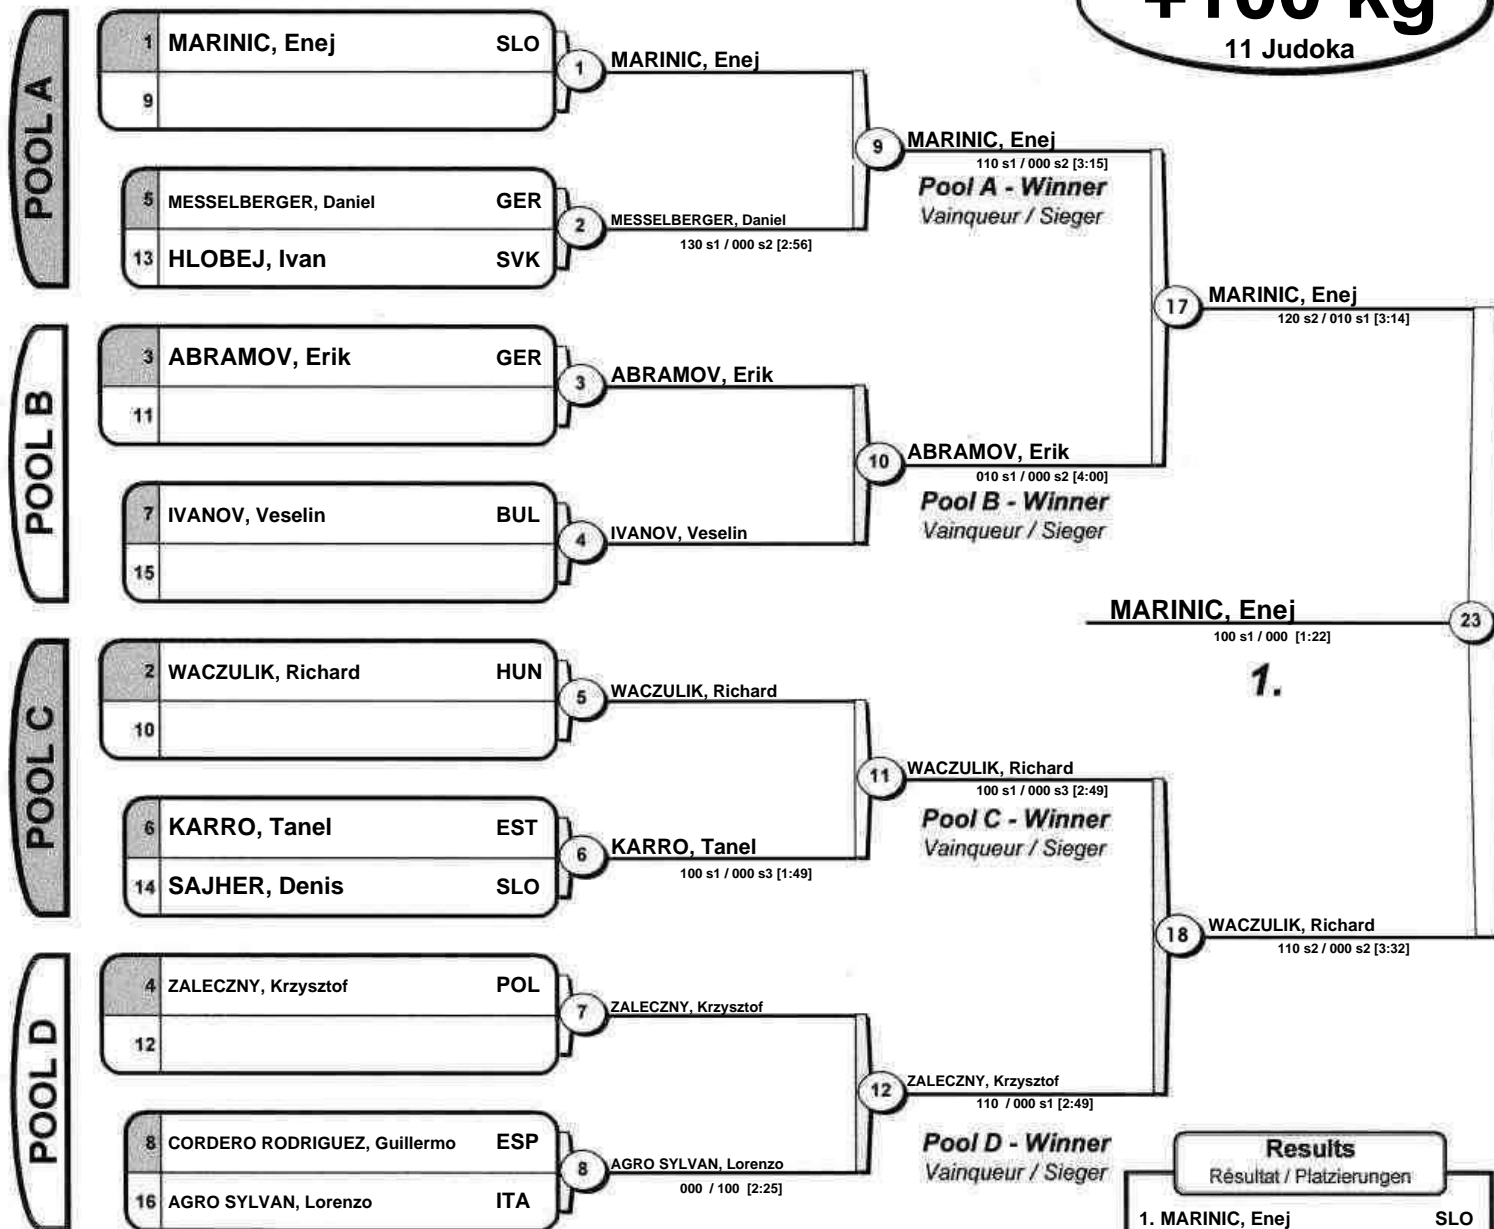 +100 kg
11 Judoka
POOL A
1 MARINIC, Enej SLO
9
5 MESSELBERGER, Daniel GER
13 HLOBEJ, Ivan SVK
1 MARINIC, Enej
2 MESSELBERGER, Daniel
130 s1 / 000 s2 [2:56]
9 MARINIC, Enej
110 s1 / 000 s2 [3:15]
Pool A - Winner
Vainqueur / Sieger
POOL B
3 ABRAMOV, Erik GER
11
7 IVANOV, Veselin BUL
15
3 ABRAMOV, Erik
4 IVANOV, Veselin
10 ABRAMOV, Erik
010 s1 / 000 s2 [4:00]
Pool B - Winner
Vainqueur / Sieger
17 MARINIC, Enej
120 s2 / 010 s1 [3:14]
MARINIC, Enej 23
100 s1 / 000 [1:22]
1.
POOL C
2 WACZULIK, Richard HUN
10
6 KARRO, Tanel EST
14 SAJHER, Denis SLO
5 WACZULIK, Richard
6 KARRO, Tanel
100 s1 / 000 s3 [1:49]
11 WACZULIK, Richard
100 s1 / 000 s3 [2:49]
Pool C - Winner
Vainqueur / Sieger
POOL D
4 ZALECZNY, Krzysztof POL
12
8 CORDERO RODRIGUEZ, Guillermo ESP
16 AGRO SYLVAN, Lorenzo ITA
7 ZALECZNY, Krzysztof
8 AGRO SYLVAN, Lorenzo
000 / 100 [2:25]
12 ZALECZNY, Krzysztof
110 / 000 s1 [2:49]
Pool D - Winner
Vainqueur / Sieger
18 WACZULIK, Richard
110 s2 / 000 s2 [3:32]
Results
Résultat / Platzierungen
1. MARINIC, Enej SLO